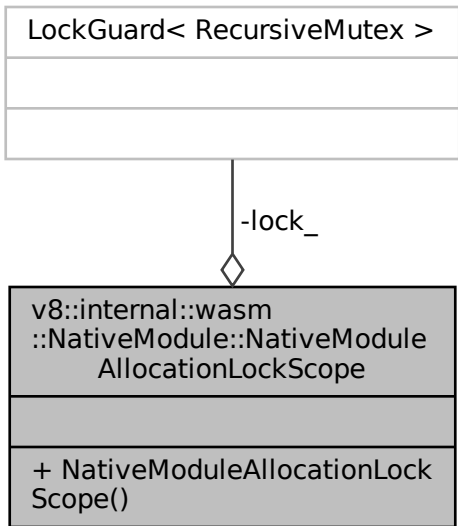 LockGuard< RecursiveMutex >
-lock_
v8::internal::wasm
::NativeModule::NativeModule
AllocationLockScope
+ NativeModuleAllocationLock
Scope()